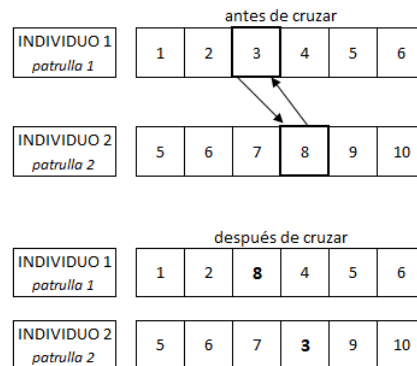 antes de cruzar
INDIVIDUO 1 1 2 3 4 5 6
patrulla 1
INDIVIDUO 2 5 6 7 8 9 10
patrulla 2
después de cruzar
INDIVIDUO 1 1 2 8 4 5 6
patrulla 1
INDIVIDUO 2 5 6 7 3 9 10
patrulla 2